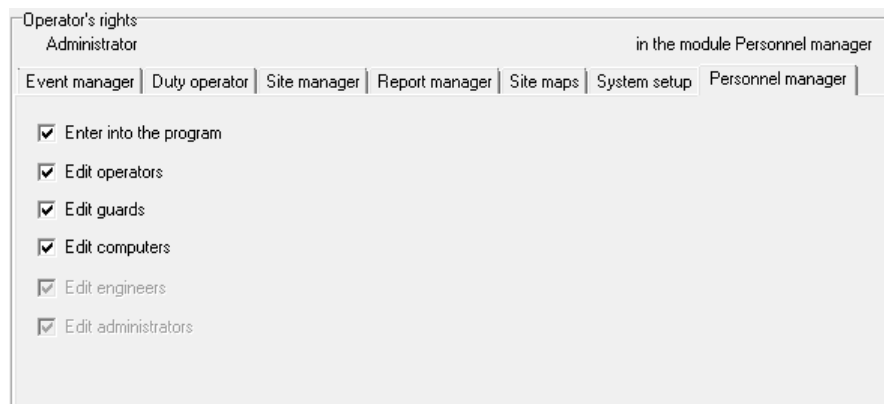 Operator's rights
Administrator in the module Personnel manager
Event manager Duty operator Site manager Report manager Site maps System setup Personnel manager
Enter into the program
Edit operators
Edit guards
Edit computers
Edit engineers
Edit administrators